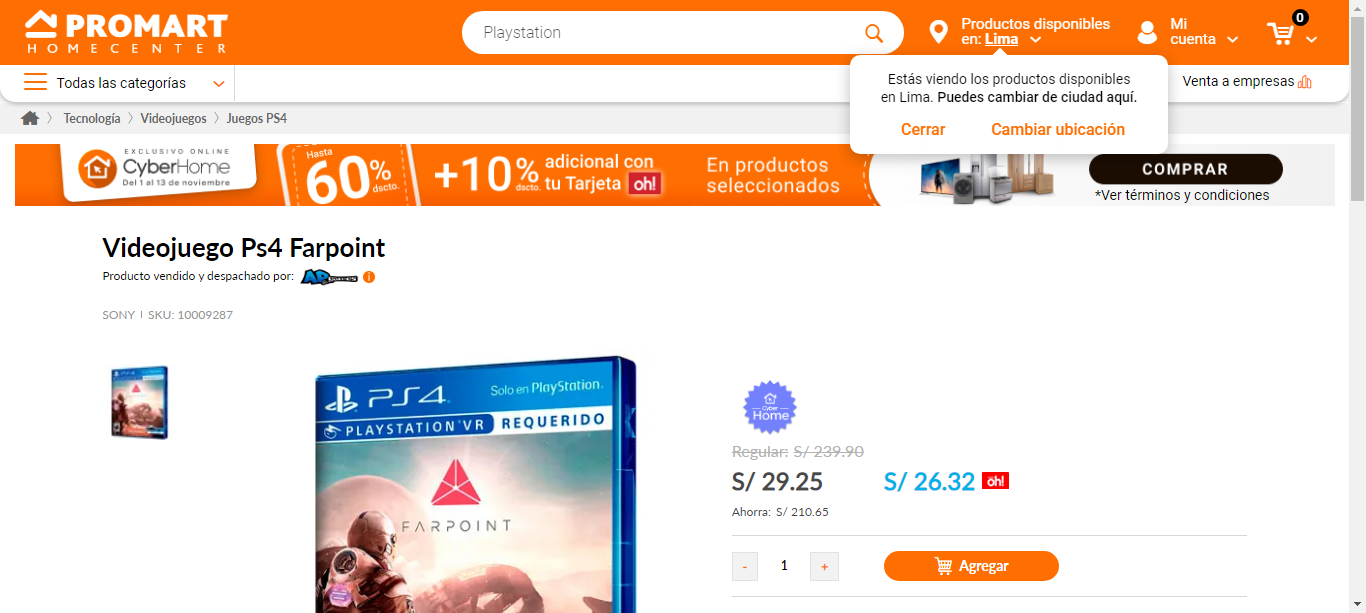 PROMART
HOMECENTER
Playstation
Productos disponibles
en: Lima
Mi
cuenta
0
Todas las categorías
Estás viendo los productos disponibles
en Lima. Puedes cambiar de ciudad aquí.
Cerrar
Cambiar ubicación
Venta a empresas
Tecnología
Videojuegos
Juegos PS4
EXCLUSIVO ONLINE
CyberHome
Del 1 al 13 de noviembre
Hasta
60%
dscto.
+10%
dscto.
adicional con
tu Tarjeta oh!
En productos
seleccionados
COMPRAR
*Ver términos y condiciones
Videojuego Ps4 Farpoint
Producto vendido y despachado por:
SONY | SKU: 10009287
PS4
Solo en PlayStation.
PLAYSTATION®VR REQUERIDO
FARPOINT
Cyber
Home
Regular: S/ 239.90
S/ 29.25
S/ 26.32 oh!
Ahorra: S/ 210.65
- 1 +
Agregar